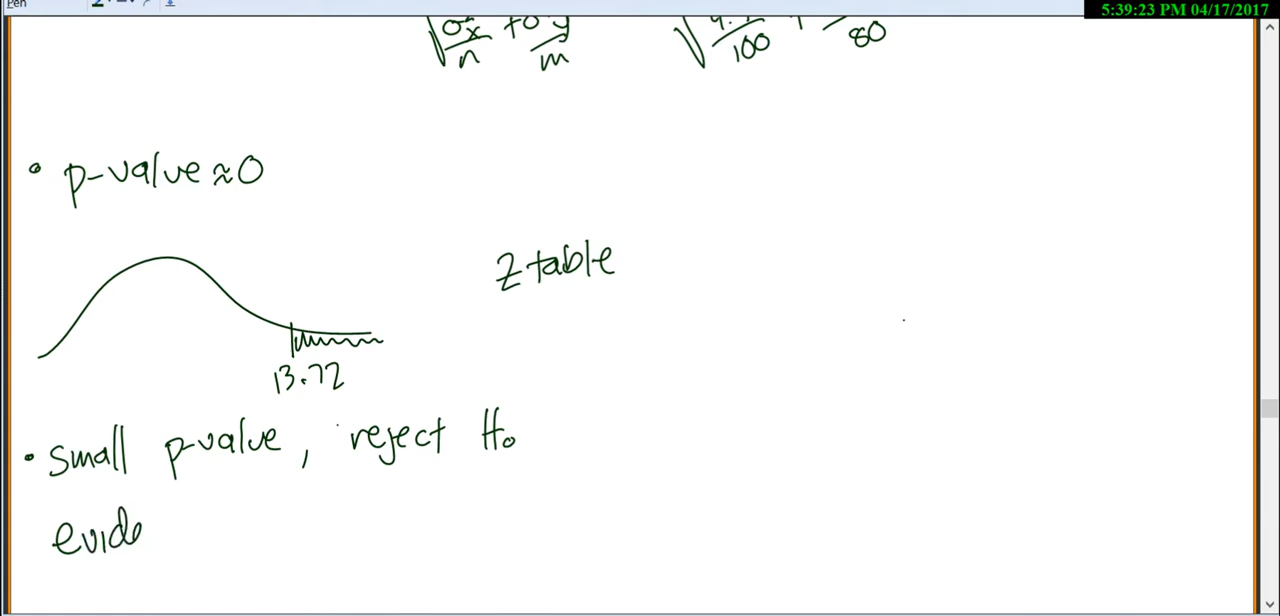 Pen
5:39:23 PM 04/17/2017
n m 100 80
• p-value ≈ 0
z table
13.72
• small p-value, reject H₀
evide